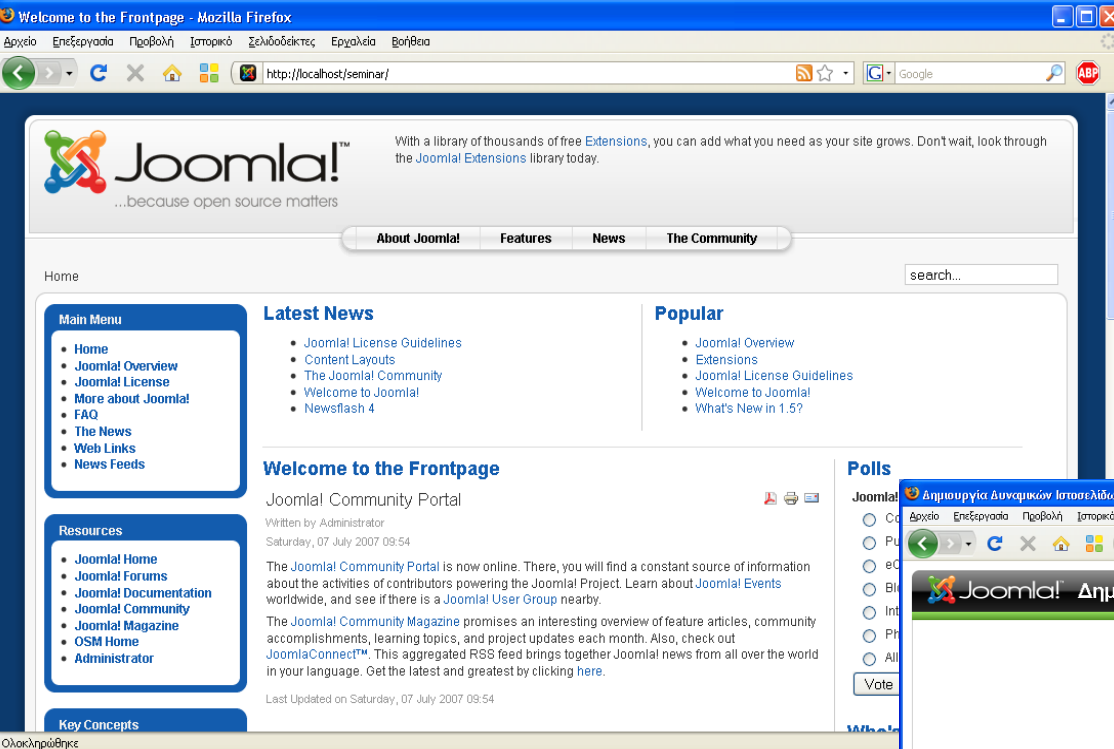 Welcome to the Frontpage - Mozilla Firefox
Αρχείο Επεξεργασία Προβολή Ιστορικό Σελιδοδείκτες Εργαλεία Βοήθεια
http://localhost/seminar/ G Google ABP
Joomla!™
...because open source matters
With a library of thousands of free Extensions, you can add what you need as your site grows. Don't wait, look through
the Joomla! Extensions library today.
About Joomla! Features News The Community
Home
search...
Main Menu
Home
Joomla! Overview
Joomla! License
More about Joomla!
FAQ
The News
Web Links
News Feeds
Resources
Joomla! Home
Joomla! Forums
Joomla! Documentation
Joomla! Community
Joomla! Magazine
OSM Home
Administrator
Key Concepts
Latest News
Joomla! License Guidelines
Content Layouts
The Joomla! Community
Welcome to Joomla!
Newsflash 4
Popular
Joomla! Overview
Extensions
Joomla! License Guidelines
Welcome to Joomla!
What's New in 1.5?
Welcome to the Frontpage
Joomla! Community Portal
Written by Administrator
Saturday, 07 July 2007 09:54
The Joomla! Community Portal is now online. There, you will find a constant source of information
about the activities of contributors powering the Joomla! Project. Learn about Joomla! Events
worldwide, and see if there is a Joomla! User Group nearby.
The Joomla! Community Magazine promises an interesting overview of feature articles, community
accomplishments, learning topics, and project updates each month. Also, check out
JoomlaConnect™. This aggregated RSS feed brings together Joomla! news from all over the world
in your language. Get the latest and greatest by clicking here.
Last Updated on Saturday, 07 July 2007 09:54
Polls
Joomla!
Vote
Δημιουργία Δυναμικών
Αρχείο Επεξεργασία Προβολή
Joomla!™
Ολοκληρώθηκε